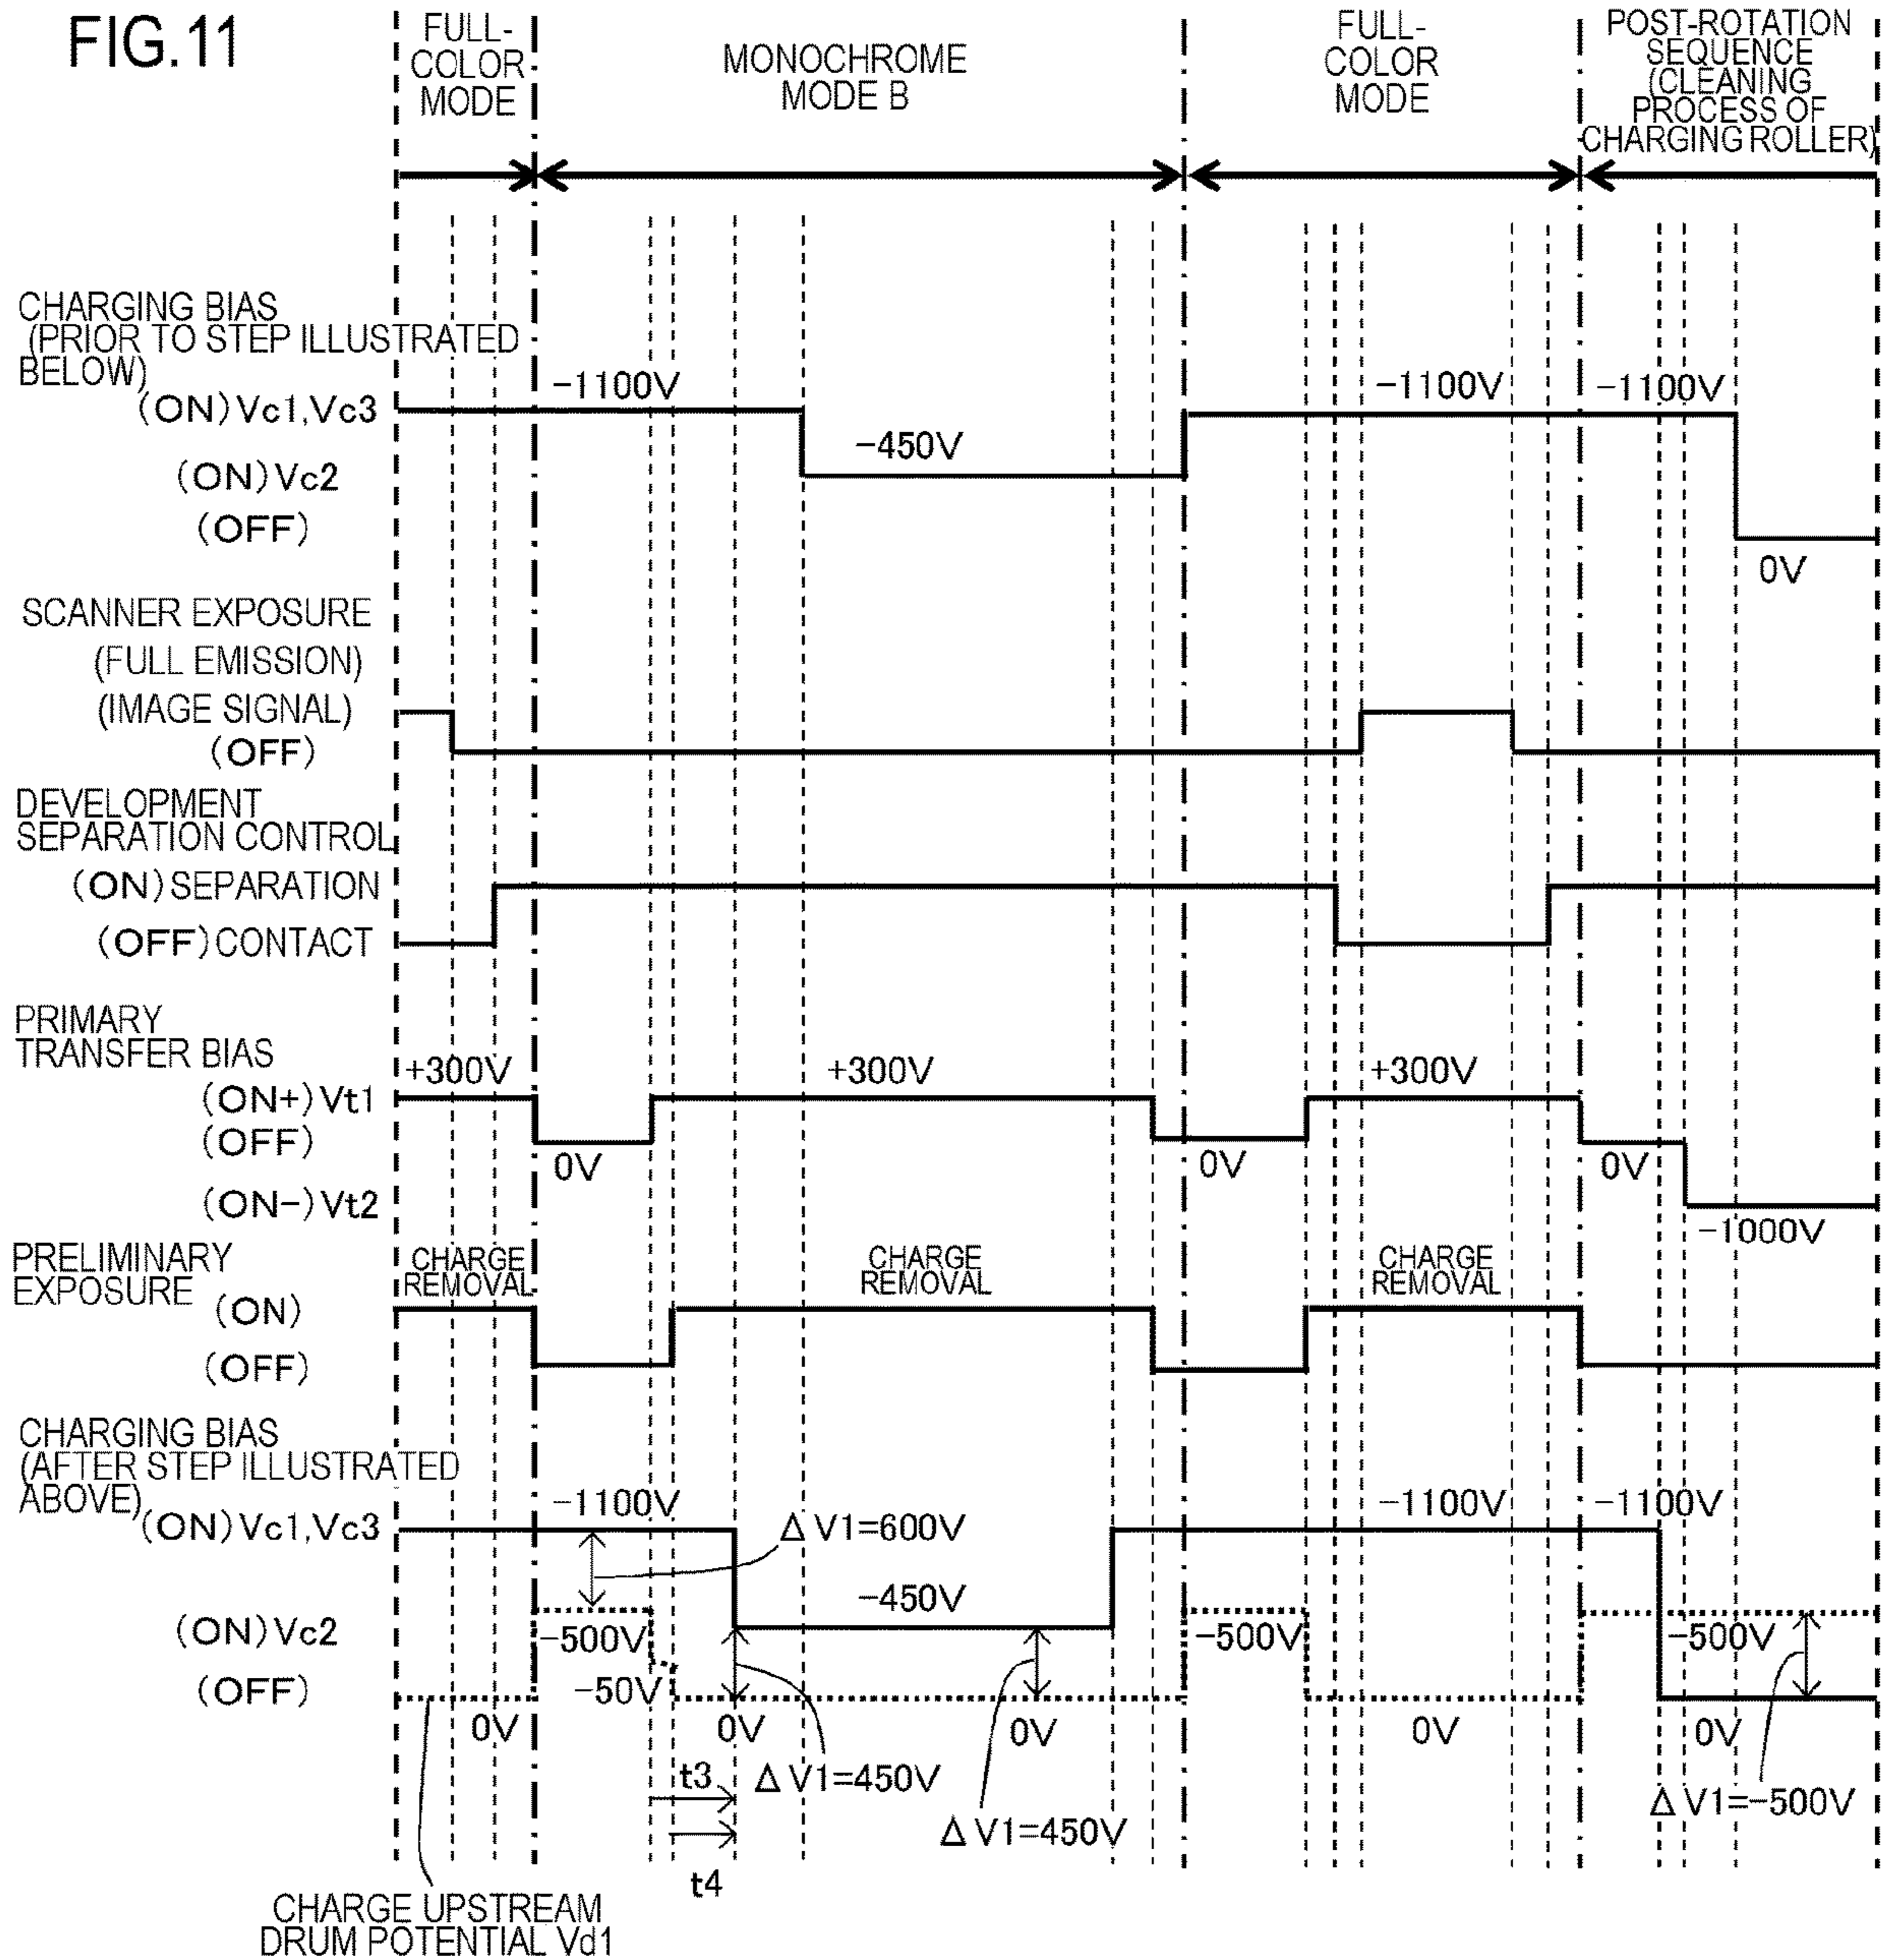 FIG.11
FULL-
COLOR
MODE
MONOCHROME
MODE B
FULL-
COLOR
MODE
POST-ROTATION
SEQUENCE
(CLEANING
PROCESS OF
CHARGING ROLLER)
CHARGING BIAS
(PRIOR TO STEP ILLUSTRATED
BELOW)
-1100V
-1100V
-1100V
(ON)Vc1,Vc3
-450V
(ON)Vc2
(OFF)
0V
SCANNER EXPOSURE
(FULL EMISSION)
(IMAGE SIGNAL)
(OFF)
DEVELOPMENT
SEPARATION CONTROL
(ON)SEPARATION
(OFF)CONTACT
PRIMARY
TRANSFER BIAS
+300V
+300V
+300V
(ON+)Vt1
(OFF)
0V
0V
0V
(ON-)Vt2
-1000V
PRELIMINARY
EXPOSURE
CHARGE
REMOVAL
CHARGE
REMOVAL
CHARGE
REMOVAL
(ON)
(OFF)
CHARGING BIAS
(AFTER STEP ILLUSTRATED
ABOVE)
-1100V
-1100V
-1100V
(ON)Vc1,Vc3
ΔV1=600V
-450V
(ON)Vc2
-500V
-500V
-500V
(OFF)
-50V
0V
0V
0V
0V
0V
t3
ΔV1=450V
ΔV1=-500V
ΔV1=450V
t4
CHARGE UPSTREAM
DRUM POTENTIAL Vd1